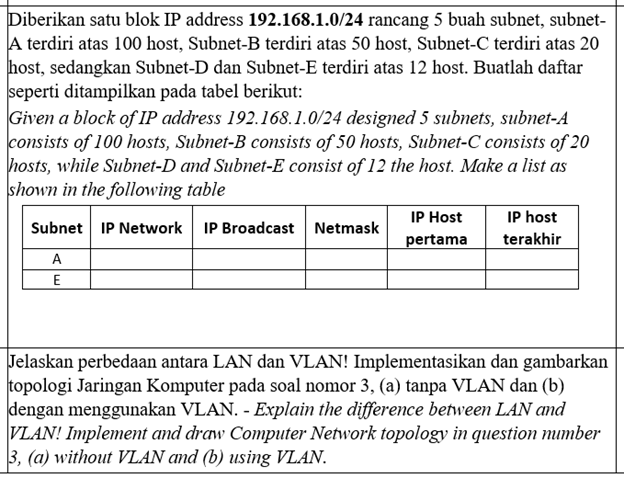 Diberikan satu blok IP address 192.168.1.0/24 rancang 5 buah subnet, subnet-
A terdiri atas 100 host, Subnet-B terdiri atas 50 host, Subnet-C terdiri atas 20
host, sedangkan Subnet-D dan Subnet-E terdiri atas 12 host. Buatlah daftar
seperti ditampilkan pada tabel berikut:
Given a block of IP address 192.168.1.0/24 designed 5 subnets, subnet-A
consists of 100 hosts, Subnet-B consists of 50 hosts, Subnet-C consists of 20
hosts, while Subnet-D and Subnet-E consist of 12 the host. Make a list as
shown in the following table
Subnet IP Network IP Broadcast Netmask IP Host pertama IP host terakhir
A
E
Jelaskan perbedaan antara LAN dan VLAN! Implementasikan dan gambarkan
topologi Jaringan Komputer pada soal nomor 3, (a) tanpa VLAN dan (b)
dengan menggunakan VLAN. - Explain the difference between LAN and
VLAN! Implement and draw Computer Network topology in question number
3, (a) without VLAN and (b) using VLAN.